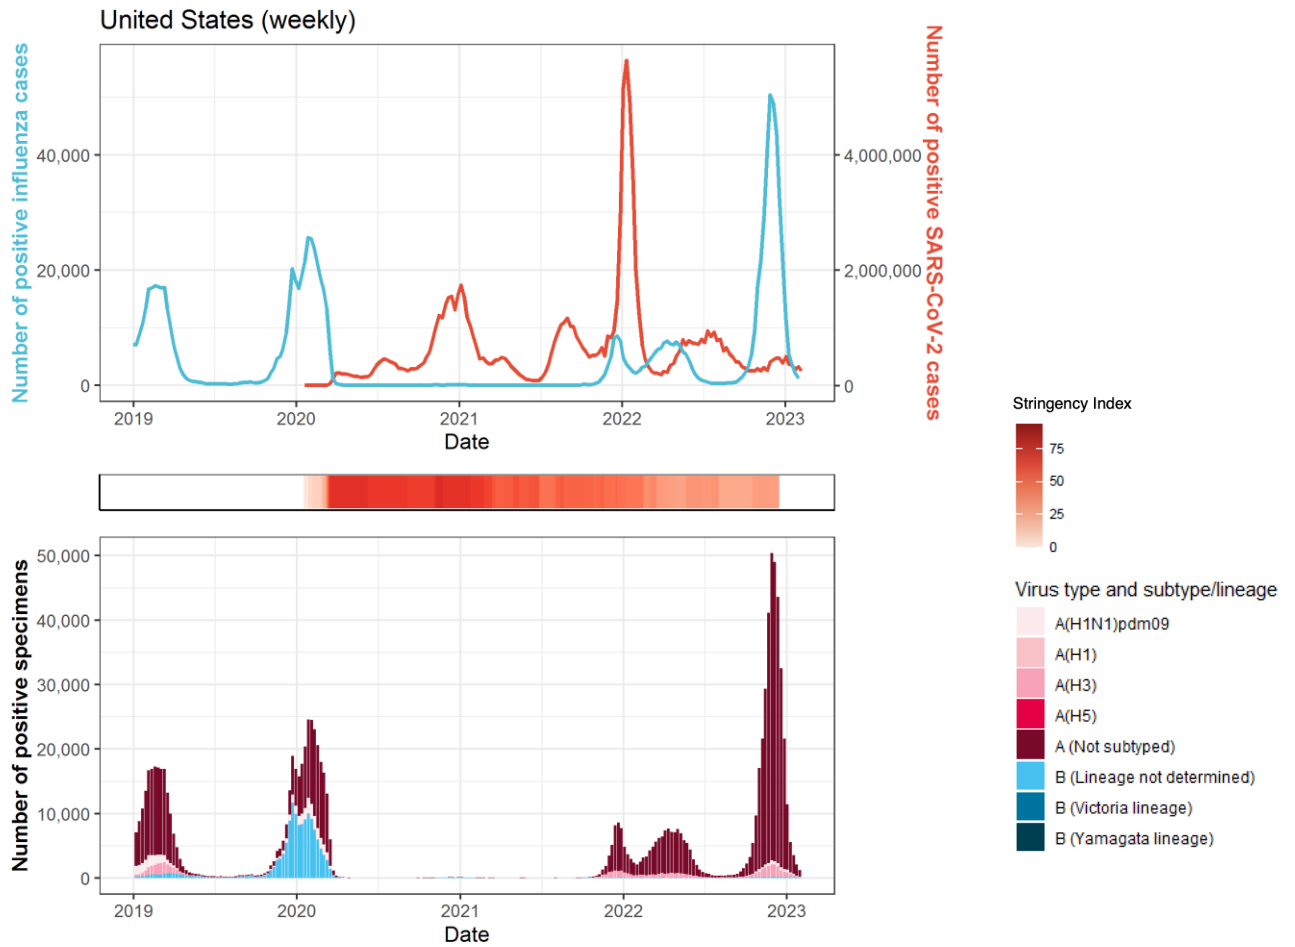 United States (weekly)
Number of positive influenza cases
40,000
20,000
0
4,000,000
2,000,000
0
Number of positive SARS-CoV-2 cases
2019
2020
2021
2022
2023
Date
Stringency Index
75
50
25
0
Number of positive specimens
50,000
40,000
30,000
20,000
10,000
0
2019
2020
2021
2022
2023
Date
Virus type and subtype/lineage
A(H1N1)pdm09
A(H1)
A(H3)
A(H5)
A (Not subtyped)
B (Lineage not determined)
B (Victoria lineage)
B (Yamagata lineage)